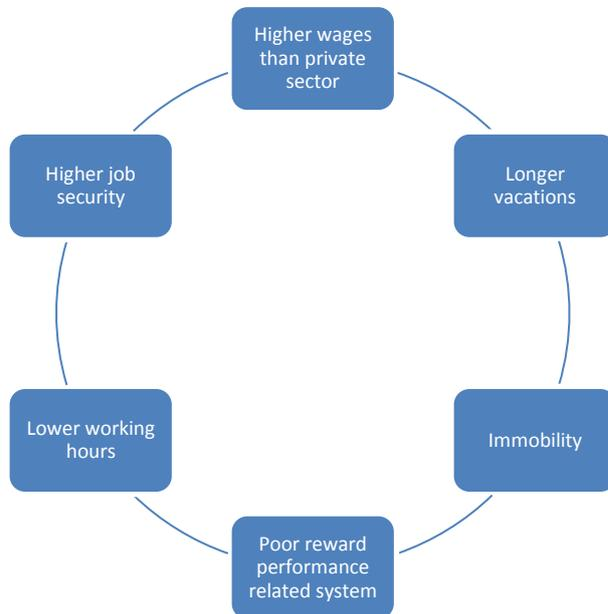 Higher wages
than private
sector
Longer
vacations
Immobility
Poor reward
performance
related system
Lower working
hours
Higher job
security